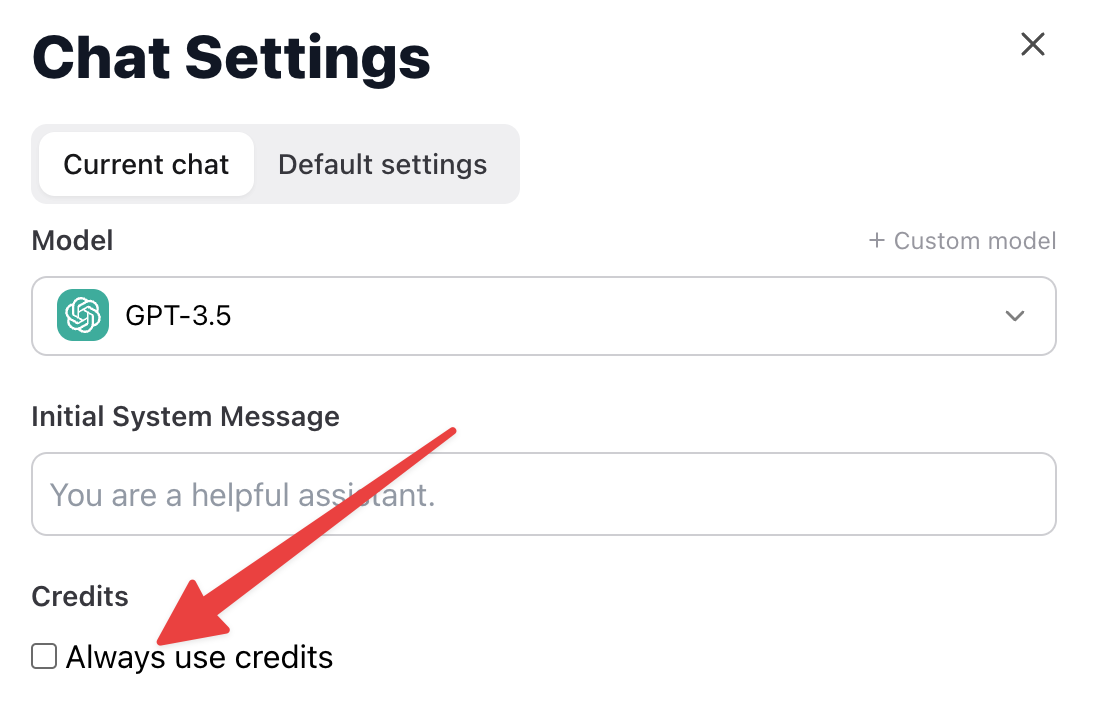 Chat Settings
Current chat Default settings
Model + Custom model
GPT-3.5
Initial System Message
You are a helpful assistant.
Credits
Always use credits